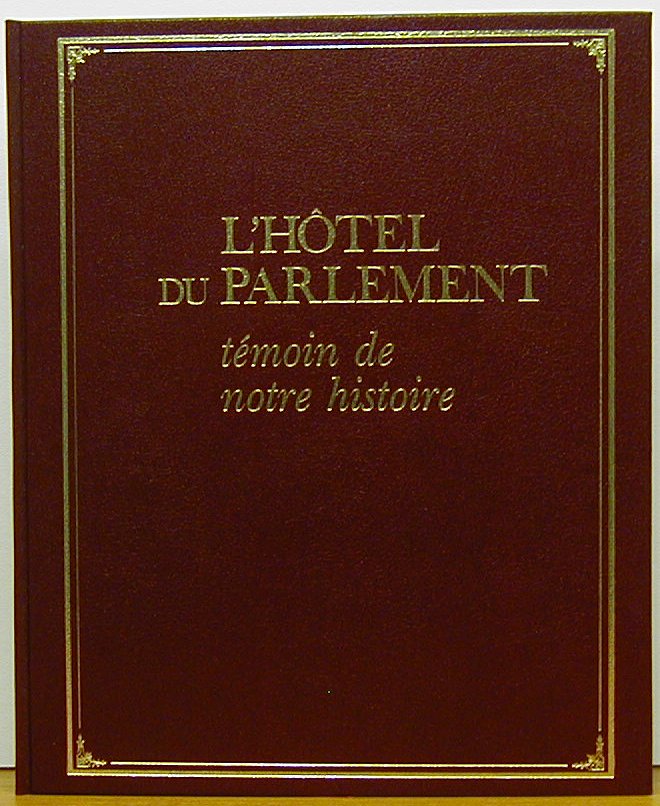 L'HÔTEL
DU PARLEMENT
témoin de
notre histoire